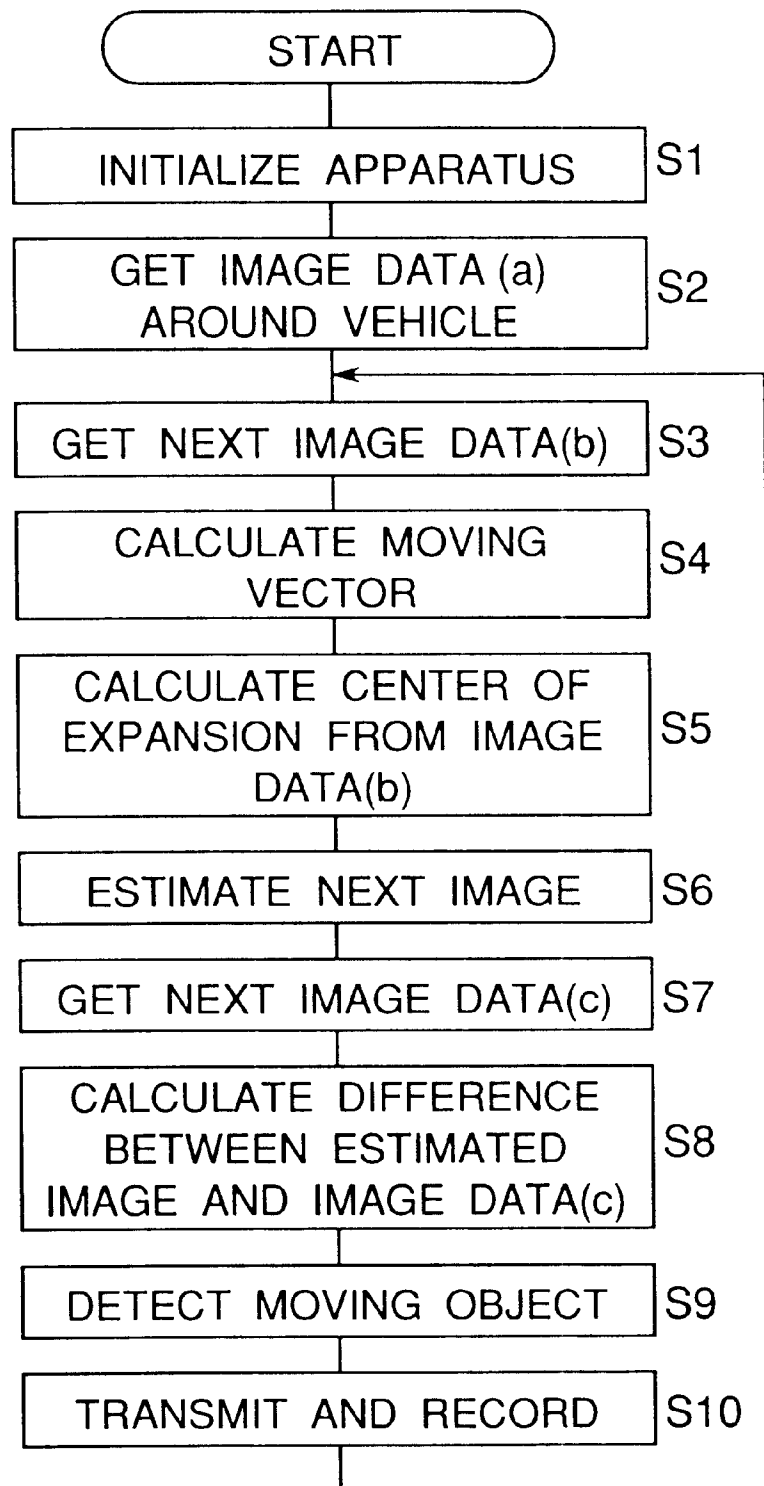 START
INITIALIZE APPARATUS
S1
GET IMAGE DATA (a)
AROUND VEHICLE
S2
GET NEXT IMAGE DATA(b)
S3
CALCULATE MOVING
VECTOR
S4
CALCULATE CENTER OF
EXPANSION FROM IMAGE
DATA(b)
S5
ESTIMATE NEXT IMAGE
S6
GET NEXT IMAGE DATA(c)
S7
CALCULATE DIFFERENCE
BETWEEN ESTIMATED
IMAGE AND IMAGE DATA(c)
S8
DETECT MOVING OBJECT
S9
TRANSMIT AND RECORD
S10